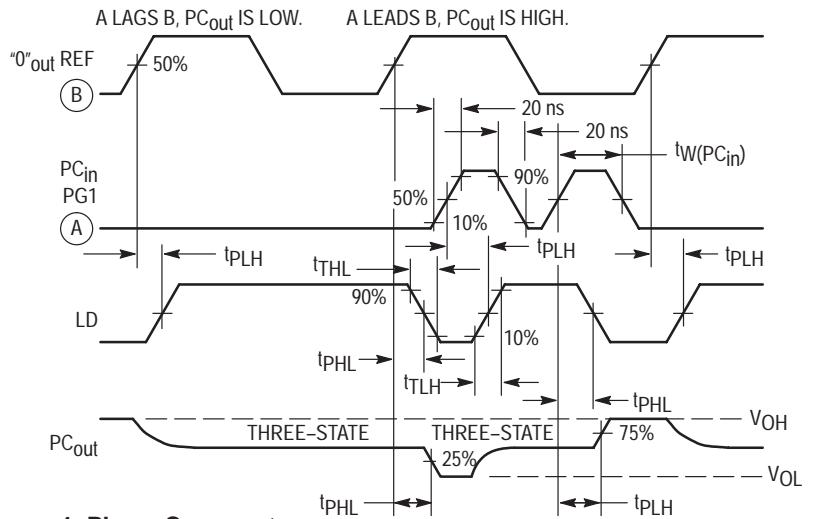 A LAGS B, PCout IS LOW.
A LEADS B, PCout IS HIGH.
"0"out REF
50%
B
20 ns
20 ns
tW(PCin)
PCin
PG1
50%
90%
10%
A
tPLH
tTHL
tPLH
tPLH
90%
LD
10%
tPHL
tTLH
tPHL
VOH
PCout
THREE–STATE
THREE–STATE
75%
25%
VOL
tPHL
tPLH